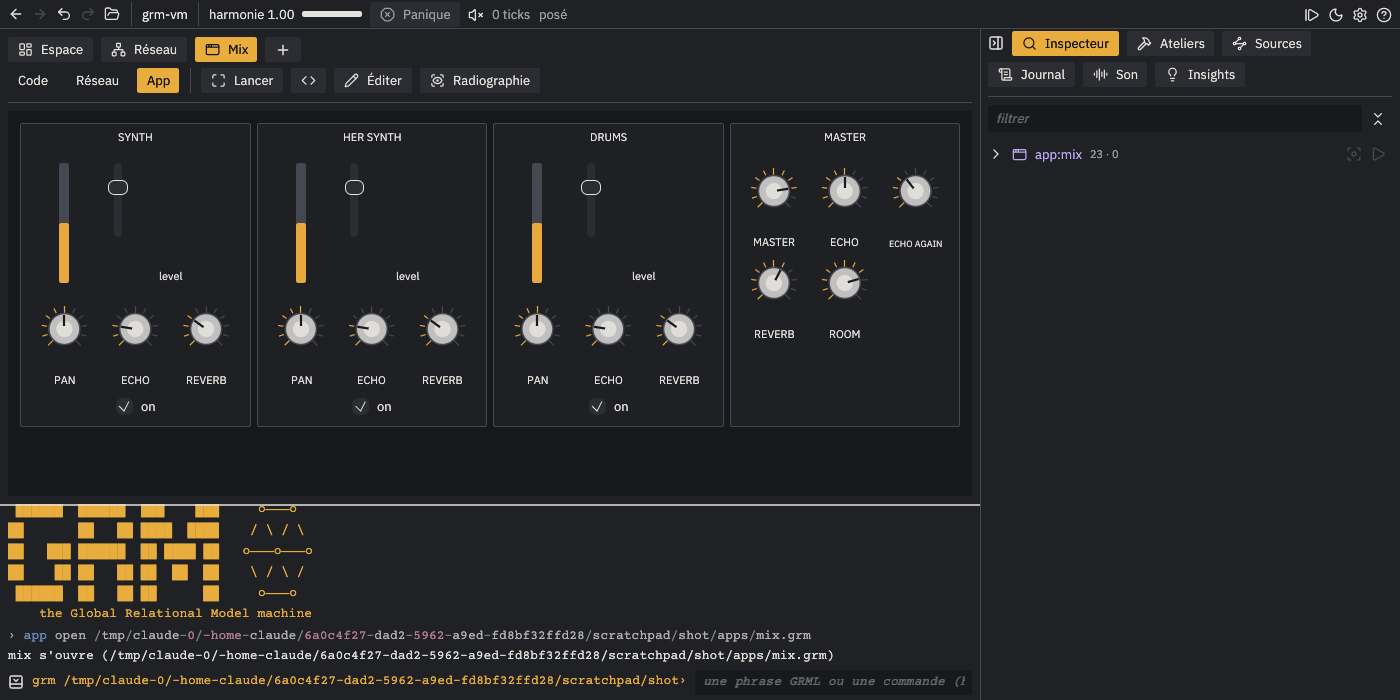 grm-vm harmonie 1.00 Panique 0 ticks posé
Espace Réseau Mix
Code Réseau App Lancer Éditer Radiographie
Inspecteur Ateliers Sources
Journal Son Insights
filtrer
app:mix 23 · 0
SYNTH HER SYNTH DRUMS MASTER
MASTER ECHO ECHO AGAIN
level level level
REVERB ROOM
PAN ECHO REVERB PAN ECHO REVERB PAN ECHO REVERB
on on on
GRM
the Global Relational Model machine
› app open /tmp/claude-0/-home-claude/6a0c4f27-dad2-5962-a9ed-fd8bf32ffd28/scratchpad/shot/apps/mix.grm
mix s'ouvre (/tmp/claude-0/-home-claude/6a0c4f27-dad2-5962-a9ed-fd8bf32ffd28/scratchpad/shot/apps/mix.grm)
grm /tmp/claude-0/-home-claude/6a0c4f27-dad2-5962-a9ed-fd8bf32ffd28/scratchpad/shot› une phrase GRML ou une commande (